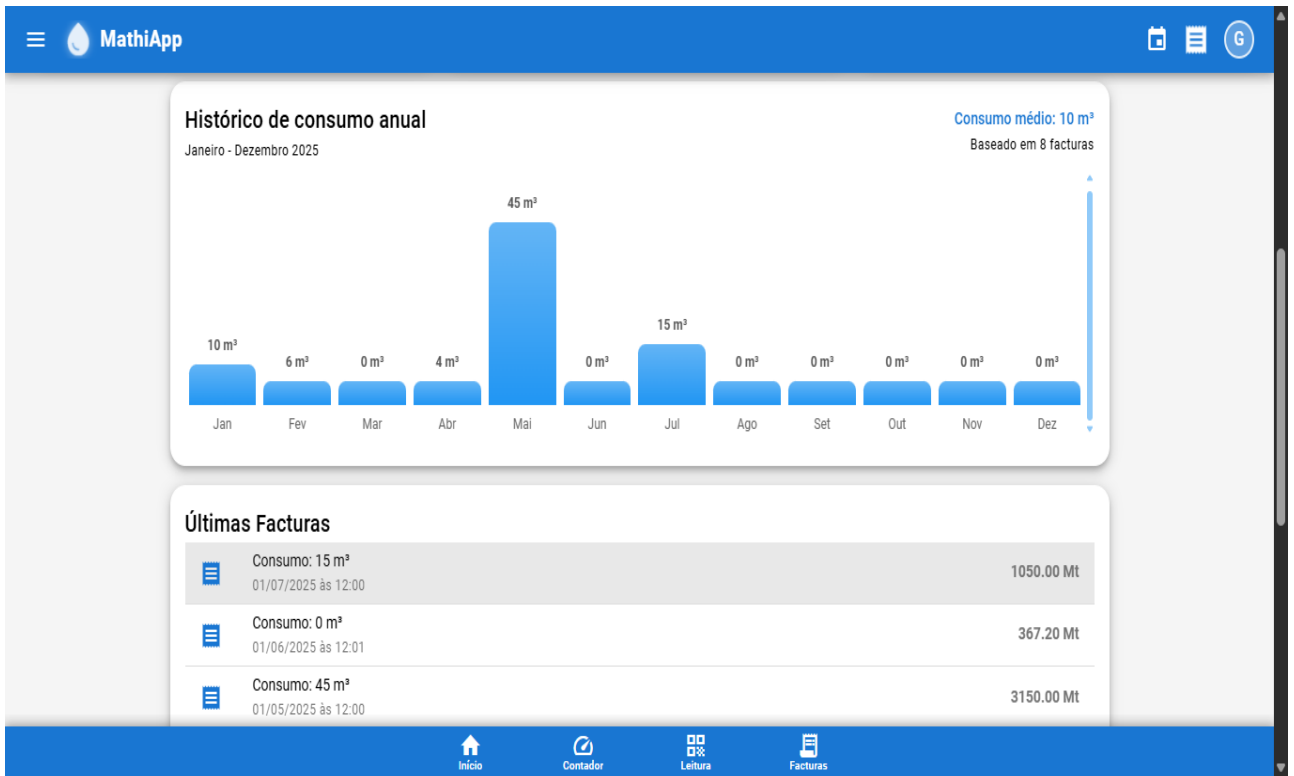 MathiApp
G
Histórico de consumo anual
Consumo médio: 10 m³
Janeiro - Dezembro 2025
Baseado em 8 facturas
45 m³
15 m³
10 m³
6 m³ 0 m³ 4 m³ 0 m³ 0 m³ 0 m³ 0 m³ 0 m³ 0 m³
Jan Fev Mar Abr Mai Jun Jul Ago Set Out Nov Dez
Últimas Facturas
Consumo: 15 m³
01/07/2025 às 12:00
1050.00 Mt
Consumo: 0 m³
01/06/2025 às 12:01
367.20 Mt
Consumo: 45 m³
01/05/2025 às 12:00
3150.00 Mt
Início Contador Leitura Facturas